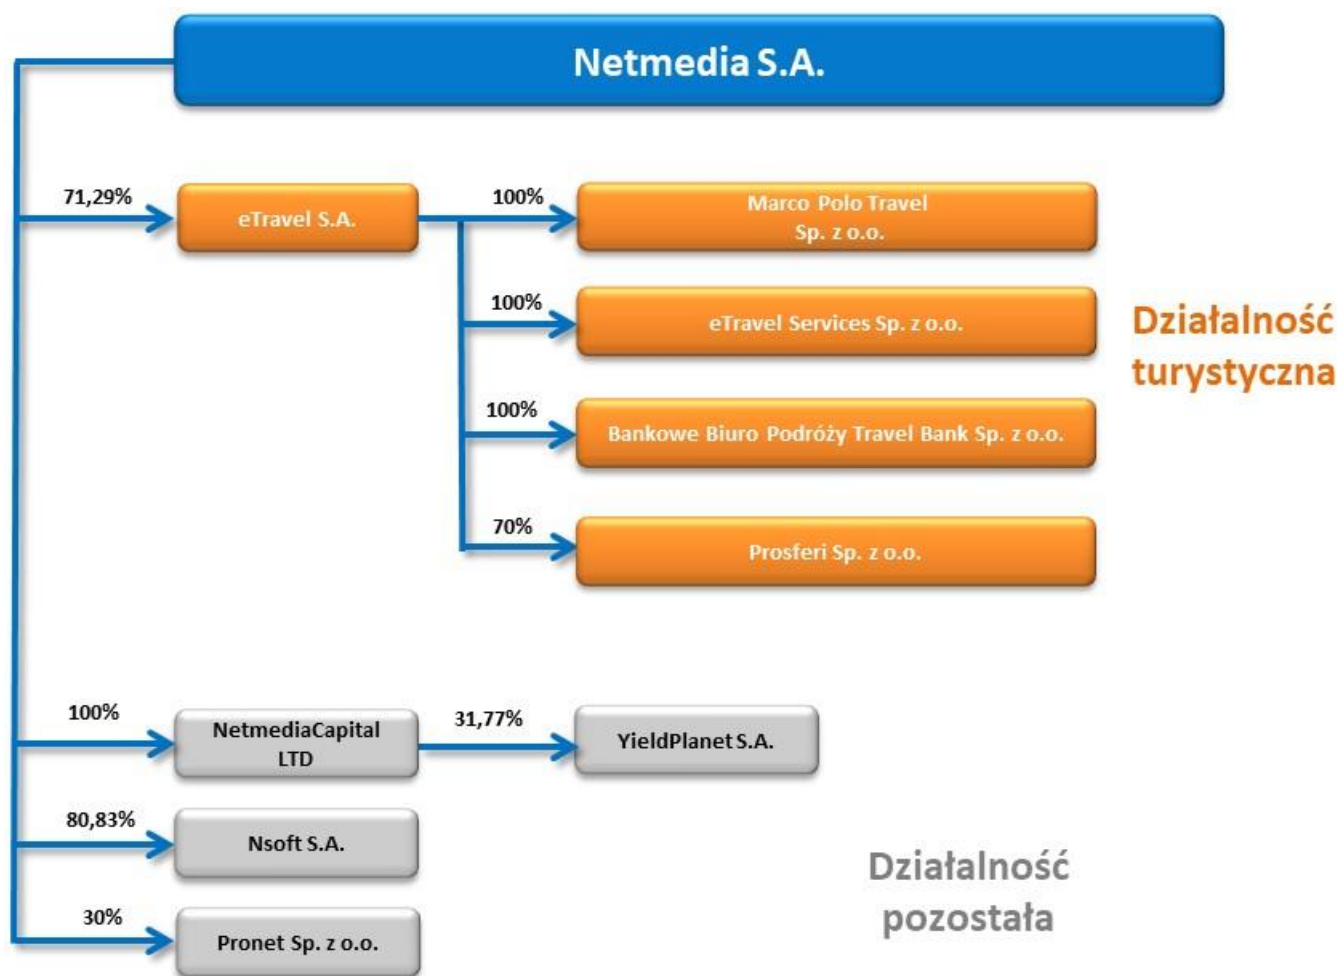 Netmedia S.A.
71,29%
eTravel S.A.
100%
Marco Polo Travel
Sp. z o.o.
100%
eTravel Services Sp. z o.o.
Działalność
turystyczna
100%
Bankowe Biuro Podróży Travel Bank Sp. z o.o.
70%
Prosferi Sp. z o.o.
100%
NetmediaCapital
LTD
31,77%
YieldPlanet S.A.
80,83%
Nsoft S.A.
Działalność
pozostała
30%
Pronet Sp. z o.o.